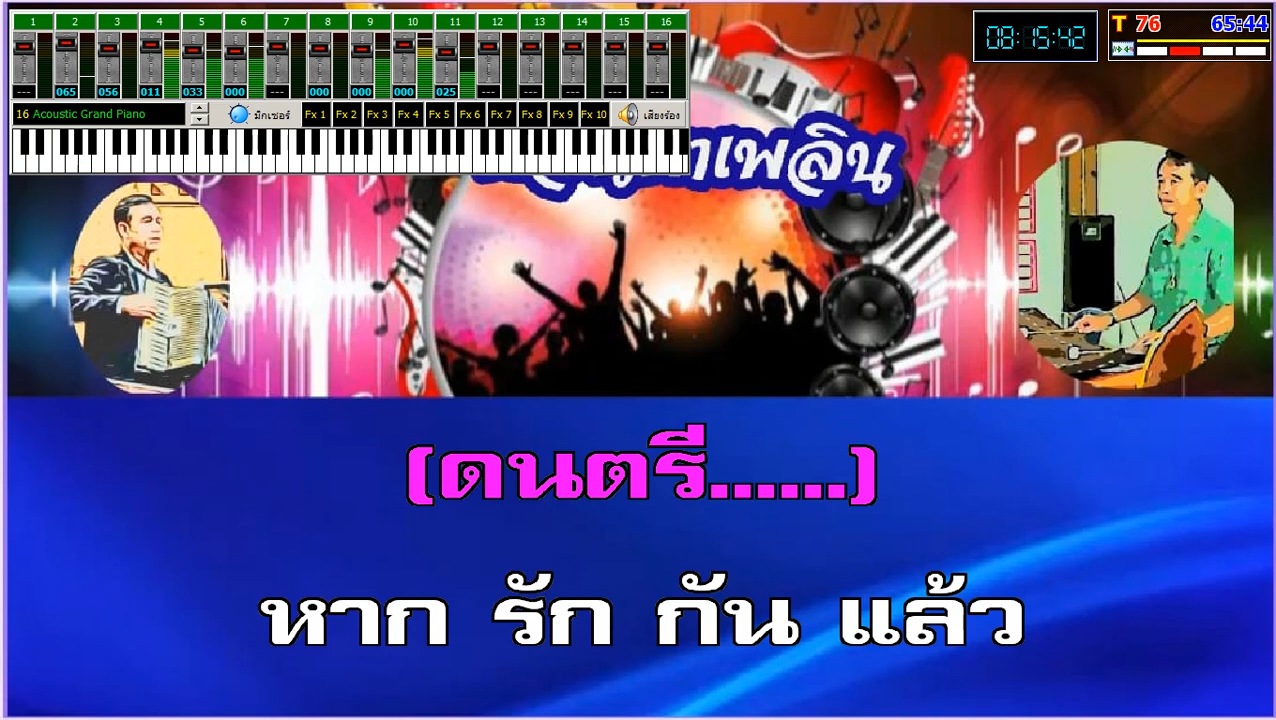 1 2 3 4 5 6 7 8 9 10 11 12 13 14 15 16
--- 065 056 011 033 000 --- 000 000 000 025 --- --- --- --- ---
16 Acoustic Grand Piano มิกเซอร์ Fx 1 Fx 2 Fx 3 Fx 4 Fx 5 Fx 6 Fx 7 Fx 8 Fx 9 Fx 10 เสียงร้อง
08:15:42
T 76 65:44
เพลิน
(ดนตรี......)
หาก รัก กัน แล้ว